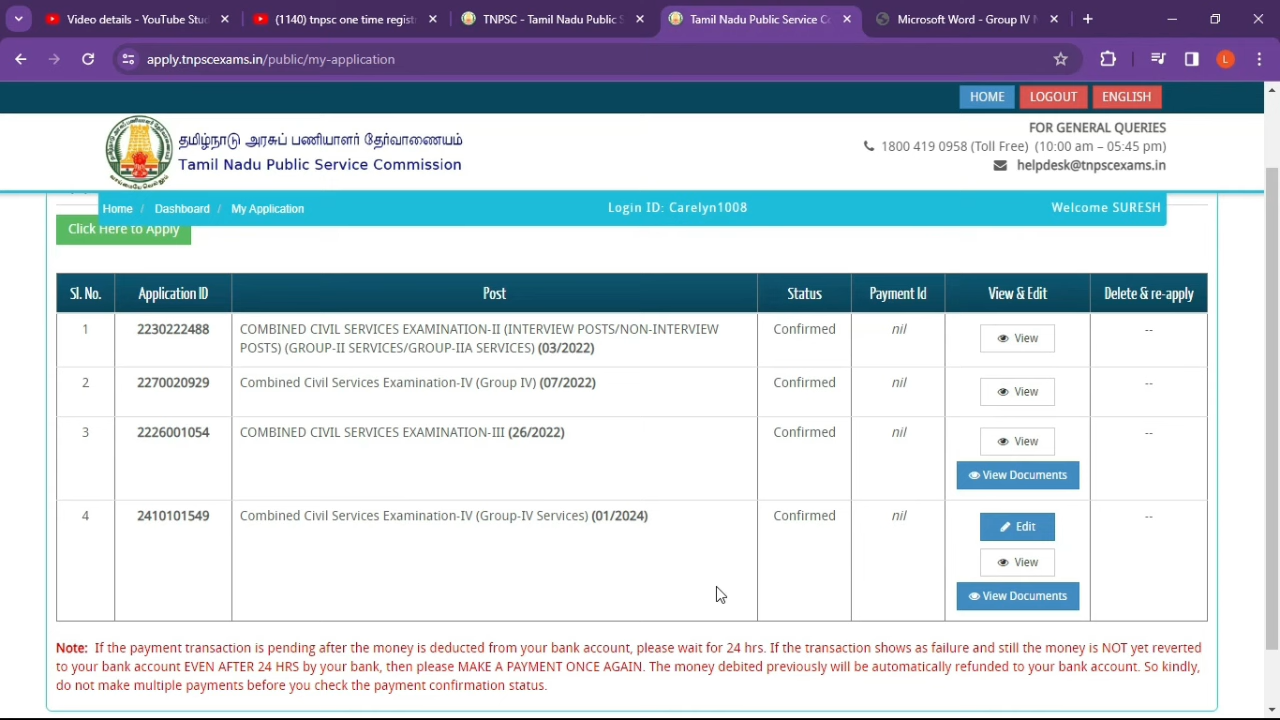 Video details - YouTube Stu
(1140) tnpsc one time regist
TNPSC - Tamil Nadu Public S
Tamil Nadu Public Service Co
Microsoft Word - Group IV N
apply.tnpscexams.in/public/my-application
L
HOME
LOGOUT
ENGLISH
தமிழ்நாடு அரசுப் பணியாளர் தேர்வாணையம்
Tamil Nadu Public Service Commission
FOR GENERAL QUERIES
1800 419 0958 (Toll Free) (10:00 am – 05:45 pm)
helpdesk@tnpscexams.in
Home / Dashboard / My Application
Login ID: Carelyn1008
Welcome SURESH
Click Here to Apply
Sl. No. Application ID Post Status Payment Id View & Edit Delete & re-apply
1 2230222488 COMBINED CIVIL SERVICES EXAMINATION-II (INTERVIEW POSTS/NON-INTERVIEW Confirmed nil View --
POSTS) (GROUP-II SERVICES/GROUP-IIA SERVICES) (03/2022)
2 2270020929 Combined Civil Services Examination-IV (Group IV) (07/2022) Confirmed nil View --
3 2226001054 COMBINED CIVIL SERVICES EXAMINATION-III (26/2022) Confirmed nil View --
View Documents
4 2410101549 Combined Civil Services Examination-IV (Group-IV Services) (01/2024) Confirmed nil Edit --
View
View Documents
Note: If the payment transaction is pending after the money is deducted from your bank account, please wait for 24 hrs. If the transaction shows as failure and still the money is NOT yet reverted
to your bank account EVEN AFTER 24 HRS by your bank, then please MAKE A PAYMENT ONCE AGAIN. The money debited previously will be automatically refunded to your bank account. So kindly,
do not make multiple payments before you check the payment confirmation status.